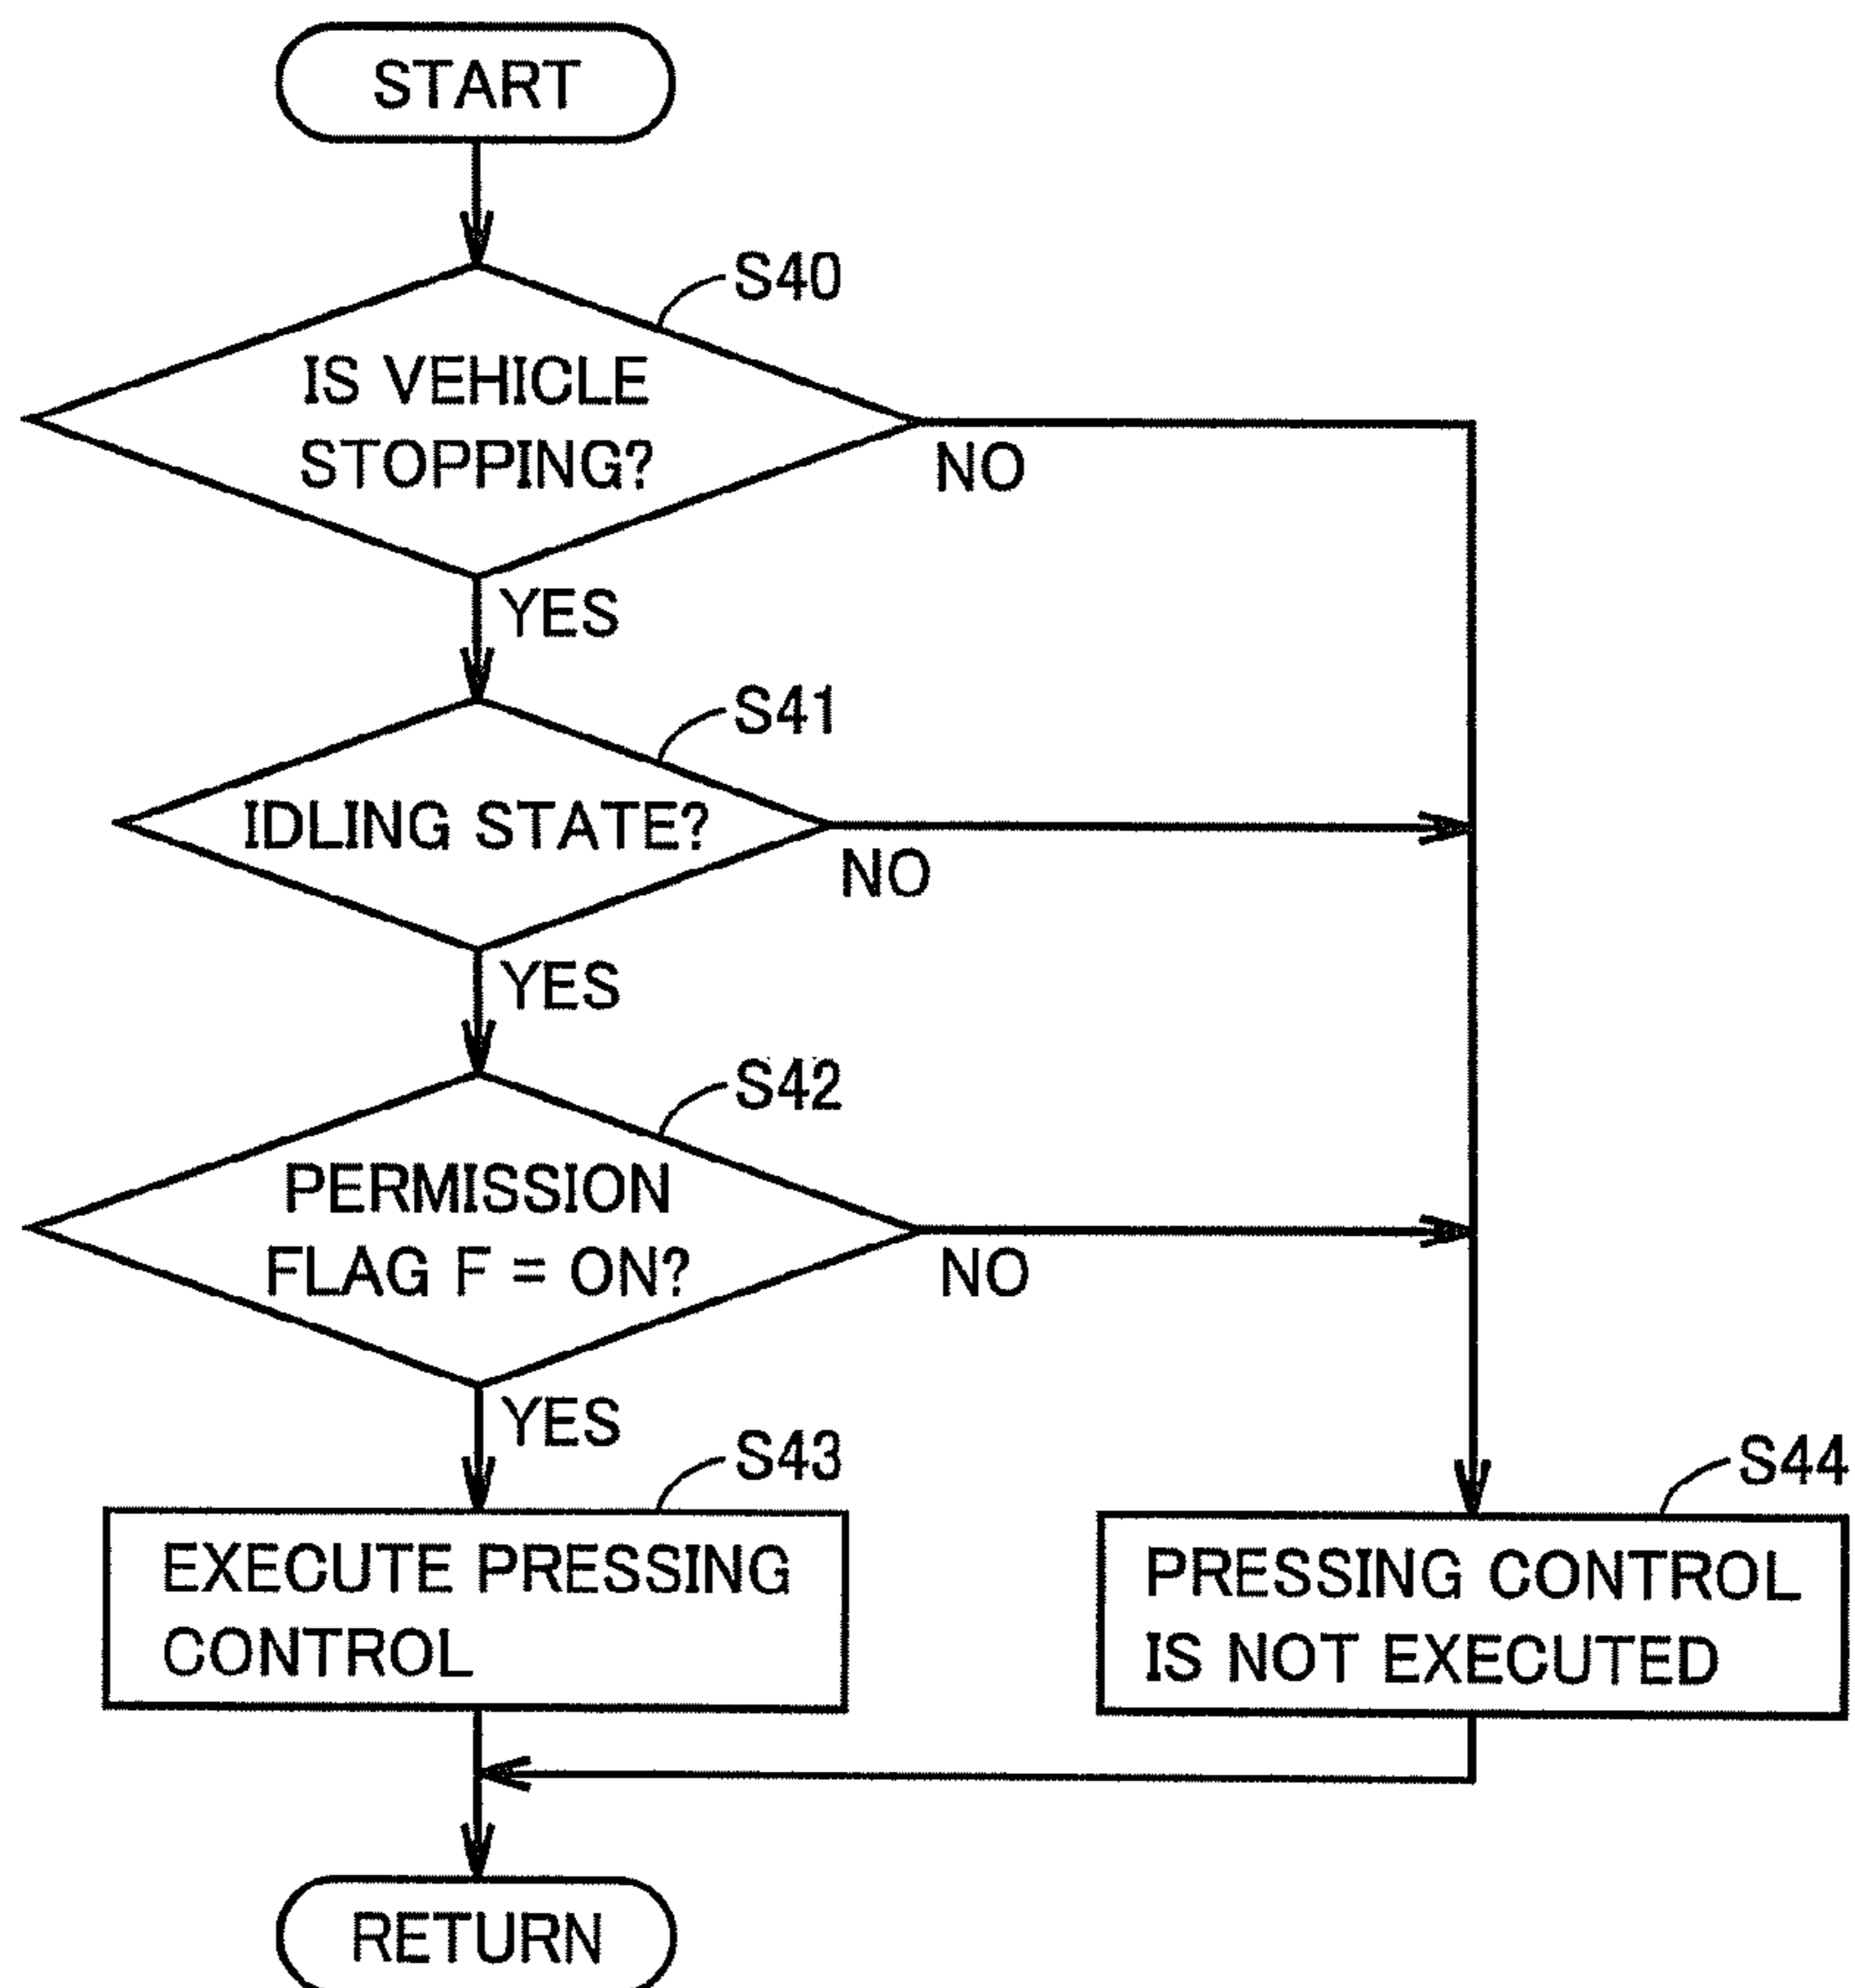 START
S40
IS VEHICLE
STOPPING?
NO
YES
S41
IDLING STATE?
NO
YES
S42
PERMISSION
FLAG F = ON?
NO
YES
S43
EXECUTE PRESSING
CONTROL
S44
PRESSING CONTROL
IS NOT EXECUTED
RETURN